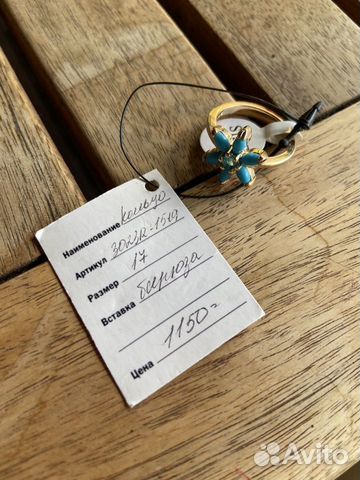 Наименование кольцо
Артикул
Размер 17
Вставка бирюза
Цена 1150=
Avito